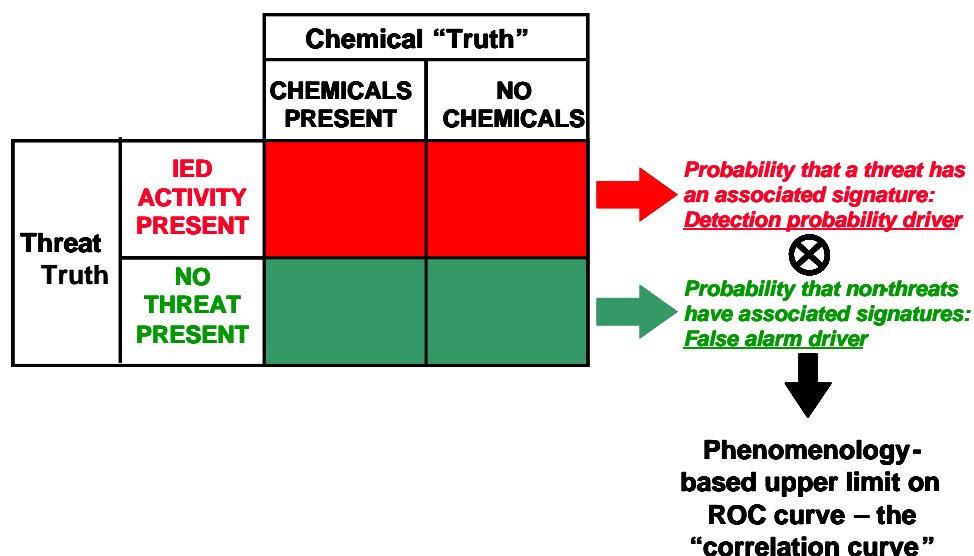 Chemical “Truth”
CHEMICALS
PRESENT
NO
CHEMICALS
Threat
Truth
IED
ACTIVITY
PRESENT
NO
THREAT
PRESENT
Probability that a threat has
an associated signature:
Detection probability driver
Probability that non-threats
have associated signatures:
False alarm driver
Phenomenology-
based upper limit on
ROC curve – the
“correlation curve”